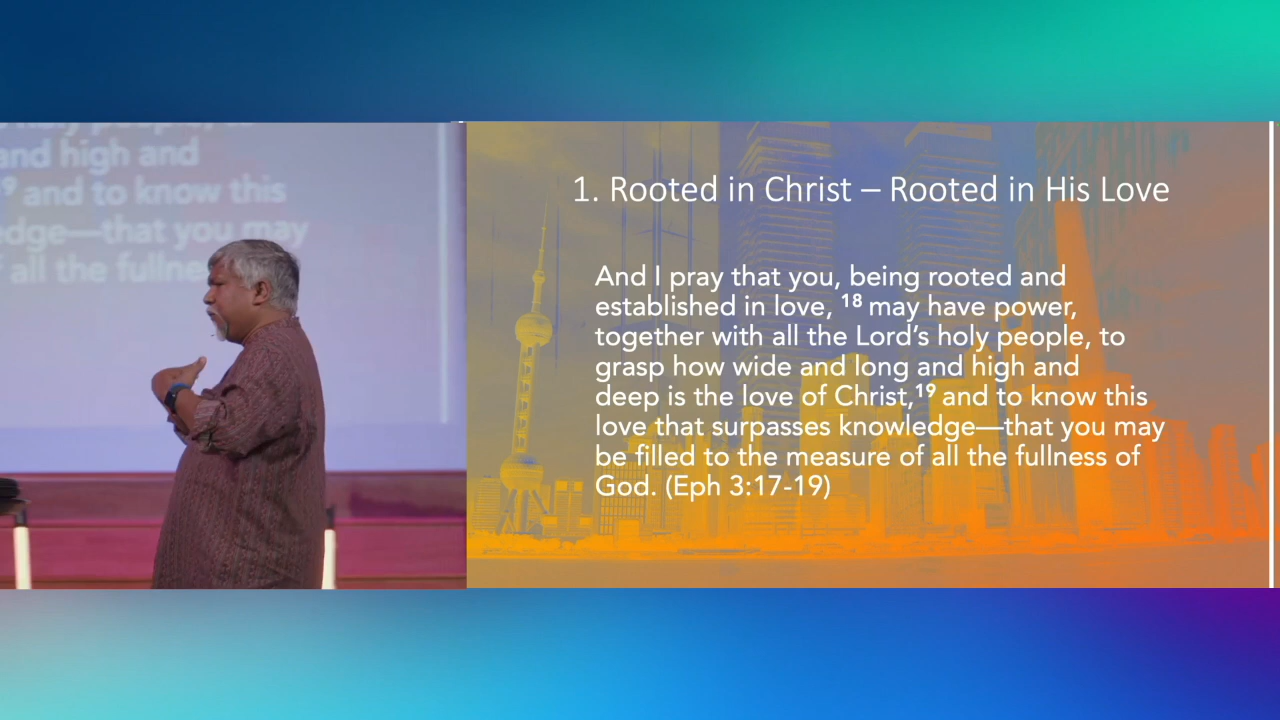 and high and
9 and to know this
edge—that you may
all the fullne
1. Rooted in Christ – Rooted in His Love
And I pray that you, being rooted and
established in love, 18 may have power,
together with all the Lord’s holy people, to
grasp how wide and long and high and
deep is the love of Christ,19 and to know this
love that surpasses knowledge—that you may
be filled to the measure of all the fullness of
God. (Eph 3:17-19)